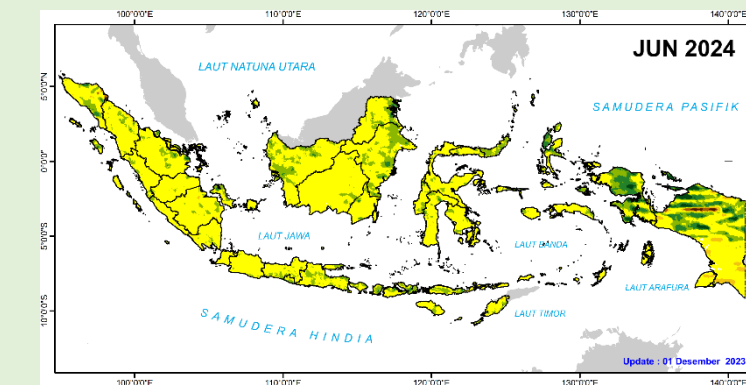 100°0'0"E 110°0'0"E 120°0'0"E 130°0'0"E 140°0'0"E
JUN 2024
LAUT NATUNA UTARA
5°0'0"N
SAMUDERA PASIFIK
0°0'0"
LAUT JAWA
5°0'0"S
LAUT BANDA
LAUT ARAFURA
10°0'0"S
SAMUDERA HINDIA
LAUT TIMOR
Update : 01 Desember 2023
100°0'0"E 110°0'0"E 120°0'0"E 130°0'0"E 140°0'0"E